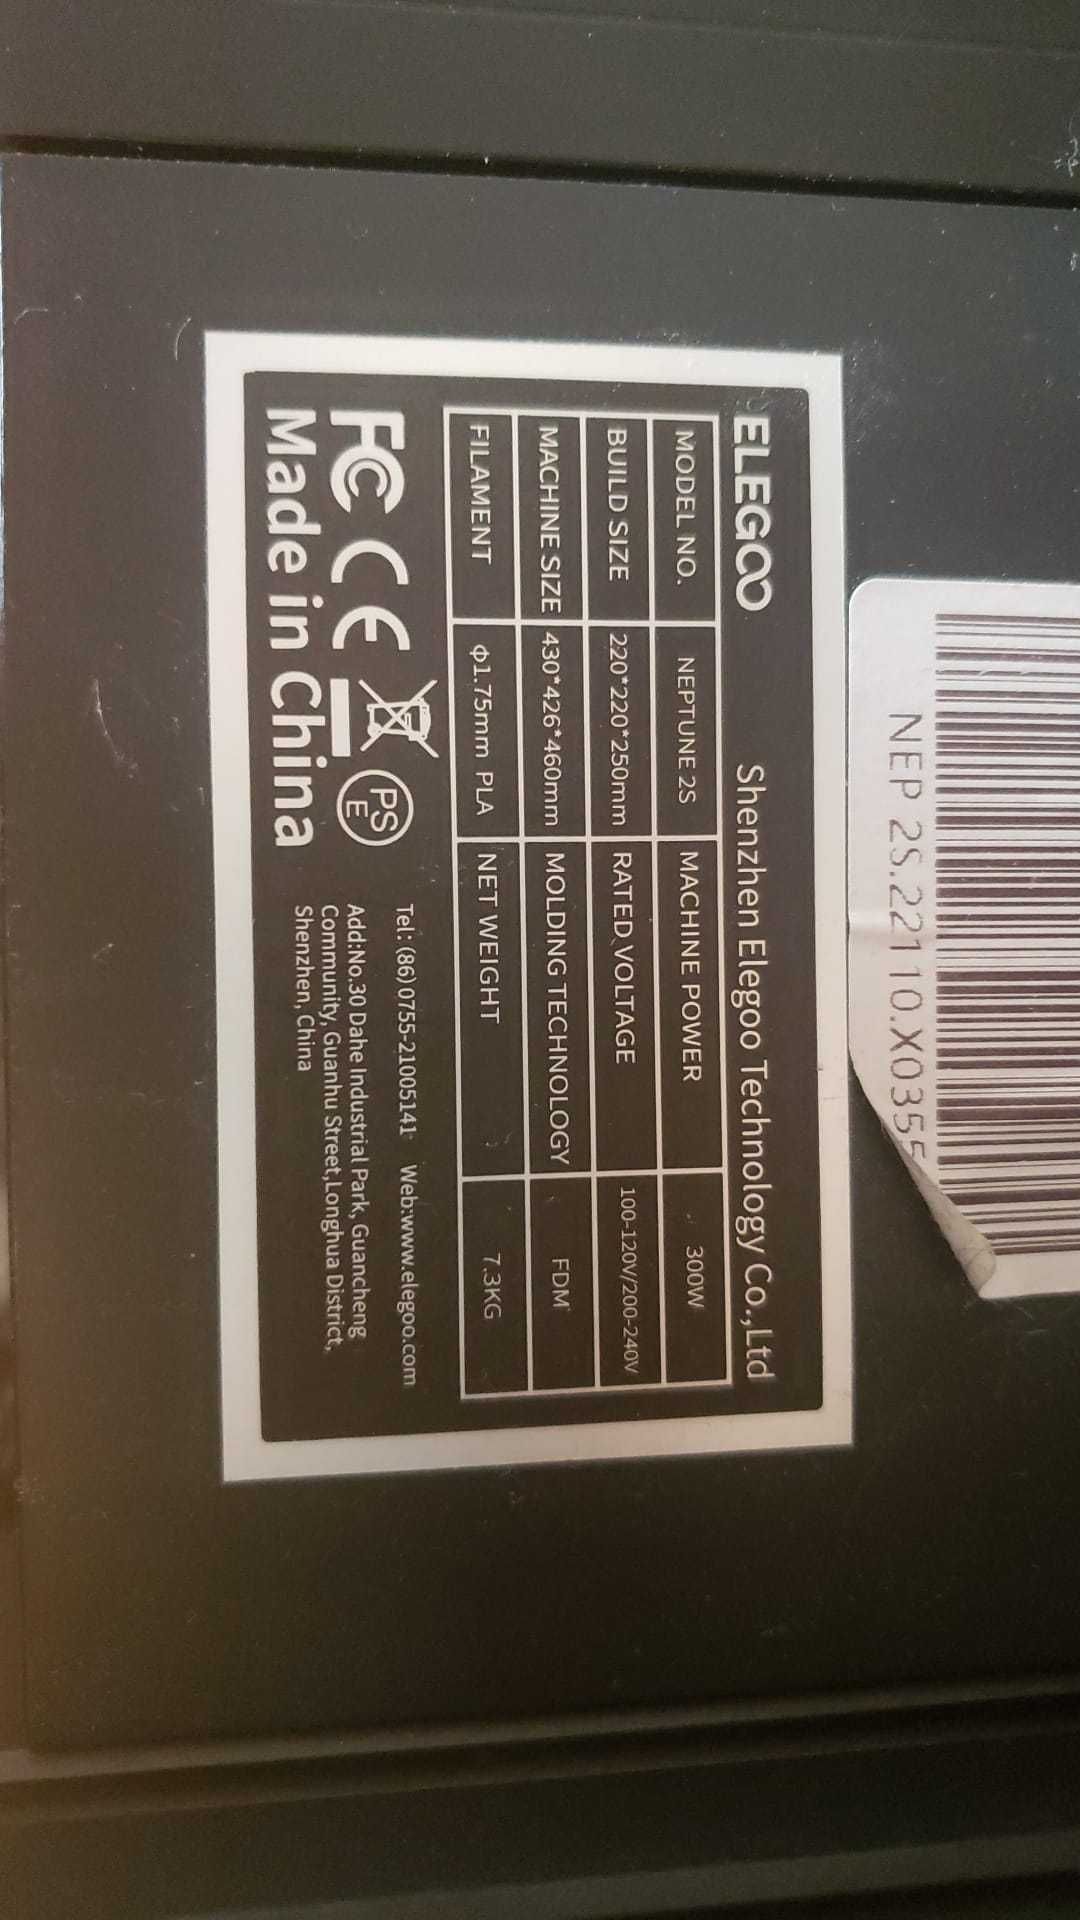 NEP 2S.22110.X0355
ELEGOO Shenzhen Elegoo Technology Co.,Ltd
MODEL NO. NEPTUNE 2S MACHINE POWER 300W
BUILD SIZE 220*220*250mm RATED VOLTAGE 100-120V/200-240V
MACHINE SIZE 430*426*460mm MOLDING TECHNOLOGY FDM
FILAMENT Φ1.75mm PLA NET WEIGHT 7.3KG
FC CE PS E
Made in China
Tel: (86) 0755-21005141 Web:www.elegoo.com
Add:No.30 Dahe Industrial Park, Guancheng
Community, Guanhu Street,Longhua District,
Shenzhen, China